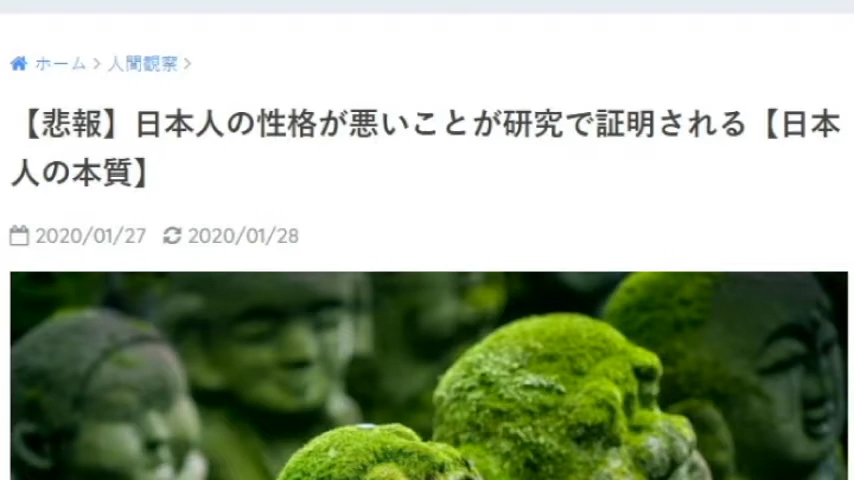 ホーム > 人間観察 >
【悲報】日本人の性格が悪いことが研究で証明される【日本
人の本質】
2020/01/27 2020/01/28